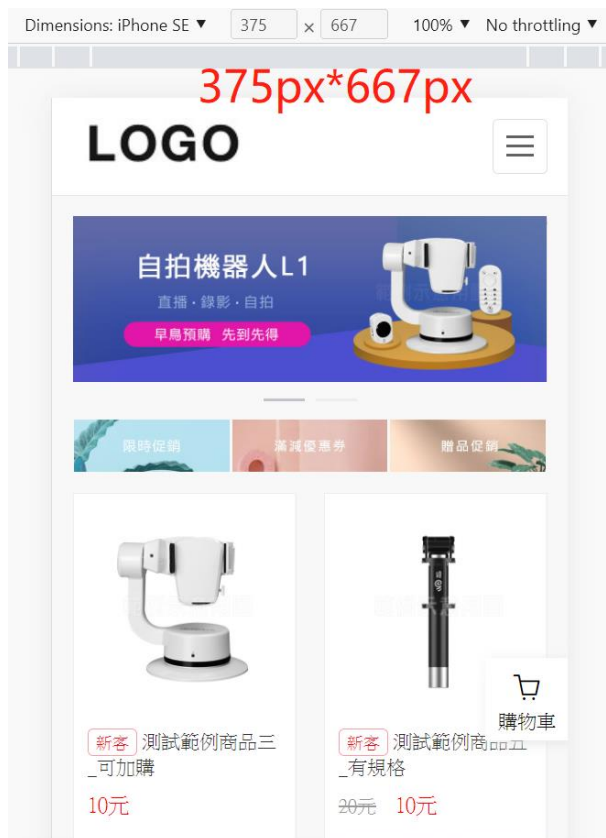 Dimensions: iPhone SE ▼ 375 × 667 100% ▼ No throttling ▼
375px*667px
LOGO
自拍機器人L1
直播·錄影·自拍
早鳥預購 先到先得
限時促銷 滿減優惠券 贈品促銷
新客 測試範例商品三
_可加購
10元
新客 測試範例商品五
_有規格
20元 10元
購物車